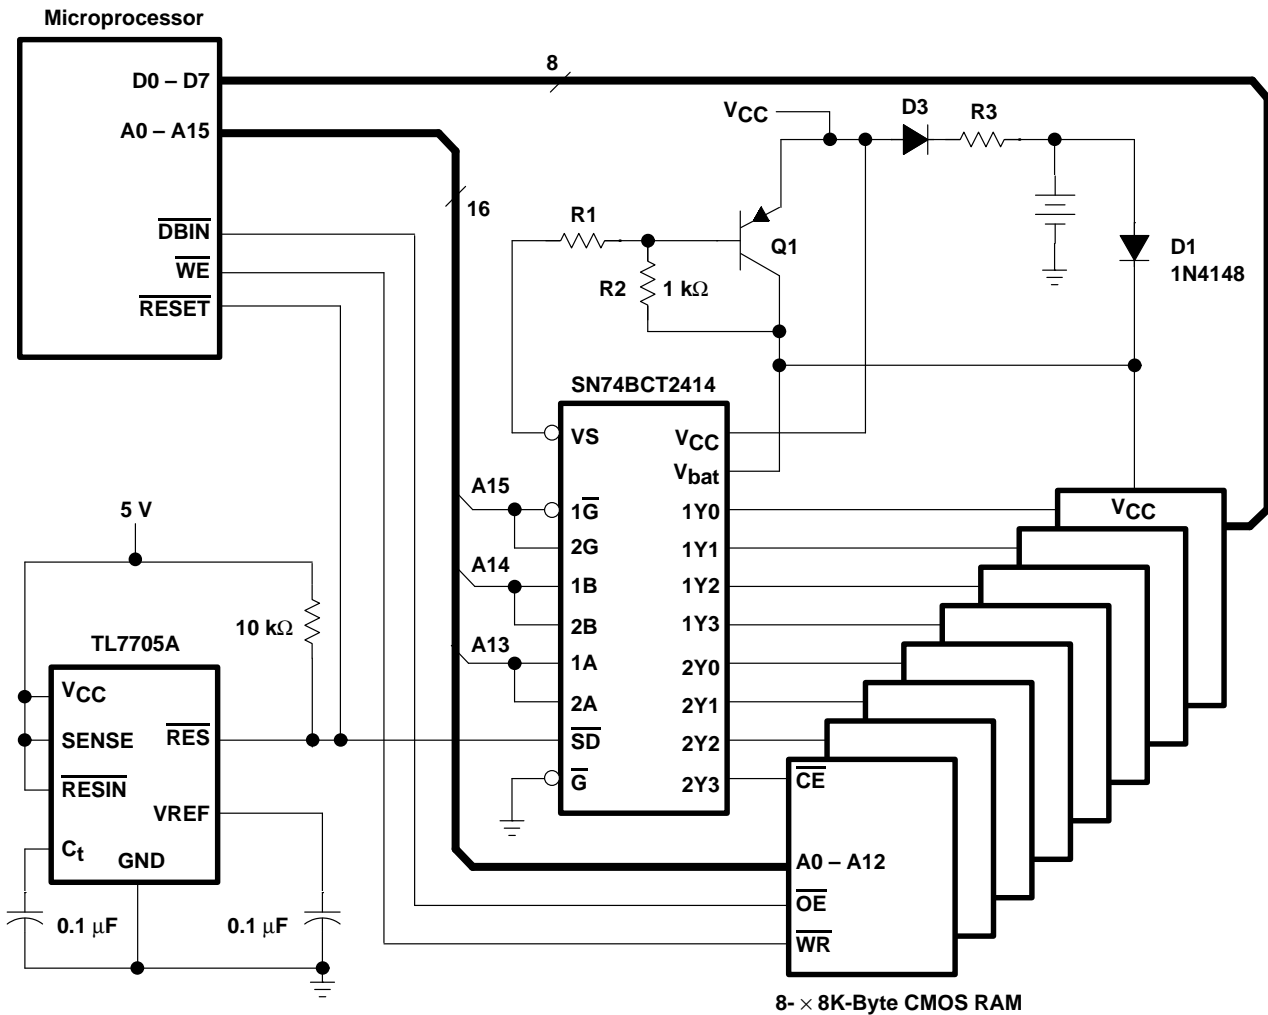 Microprocessor
D0 – D7
A0 – A15
DBIN
WE
RESET
8
16
VCC
D3
R3
R1
R2
1 kΩ
Q1
D1
1N4148
SN74BCT2414
VS
1G
2G
1B
2B
1A
2A
SD
G
VCC
Vbat
1Y0
1Y1
1Y2
1Y3
2Y0
2Y1
2Y2
2Y3
A15
A14
A13
5 V
10 kΩ
TL7705A
VCC
SENSE
RESIN
Ct
GND
RES
VREF
0.1 μF
0.1 μF
VCC
CE
A0 – A12
OE
WR
8- × 8K-Byte CMOS RAM